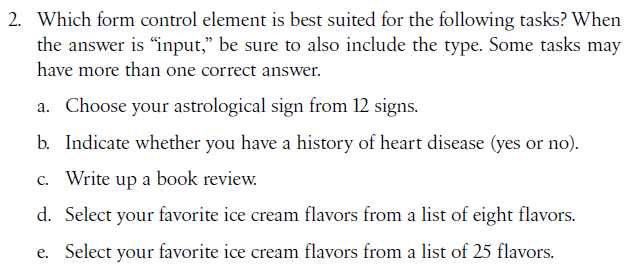 2. Which form control element is best suited for the following tasks? When
the answer is “input,” be sure to also include the type. Some tasks may
have more than one correct answer.
a. Choose your astrological sign from 12 signs.
b. Indicate whether you have a history of heart disease (yes or no).
c. Write up a book review.
d. Select your favorite ice cream flavors from a list of eight flavors.
e. Select your favorite ice cream flavors from a list of 25 flavors.